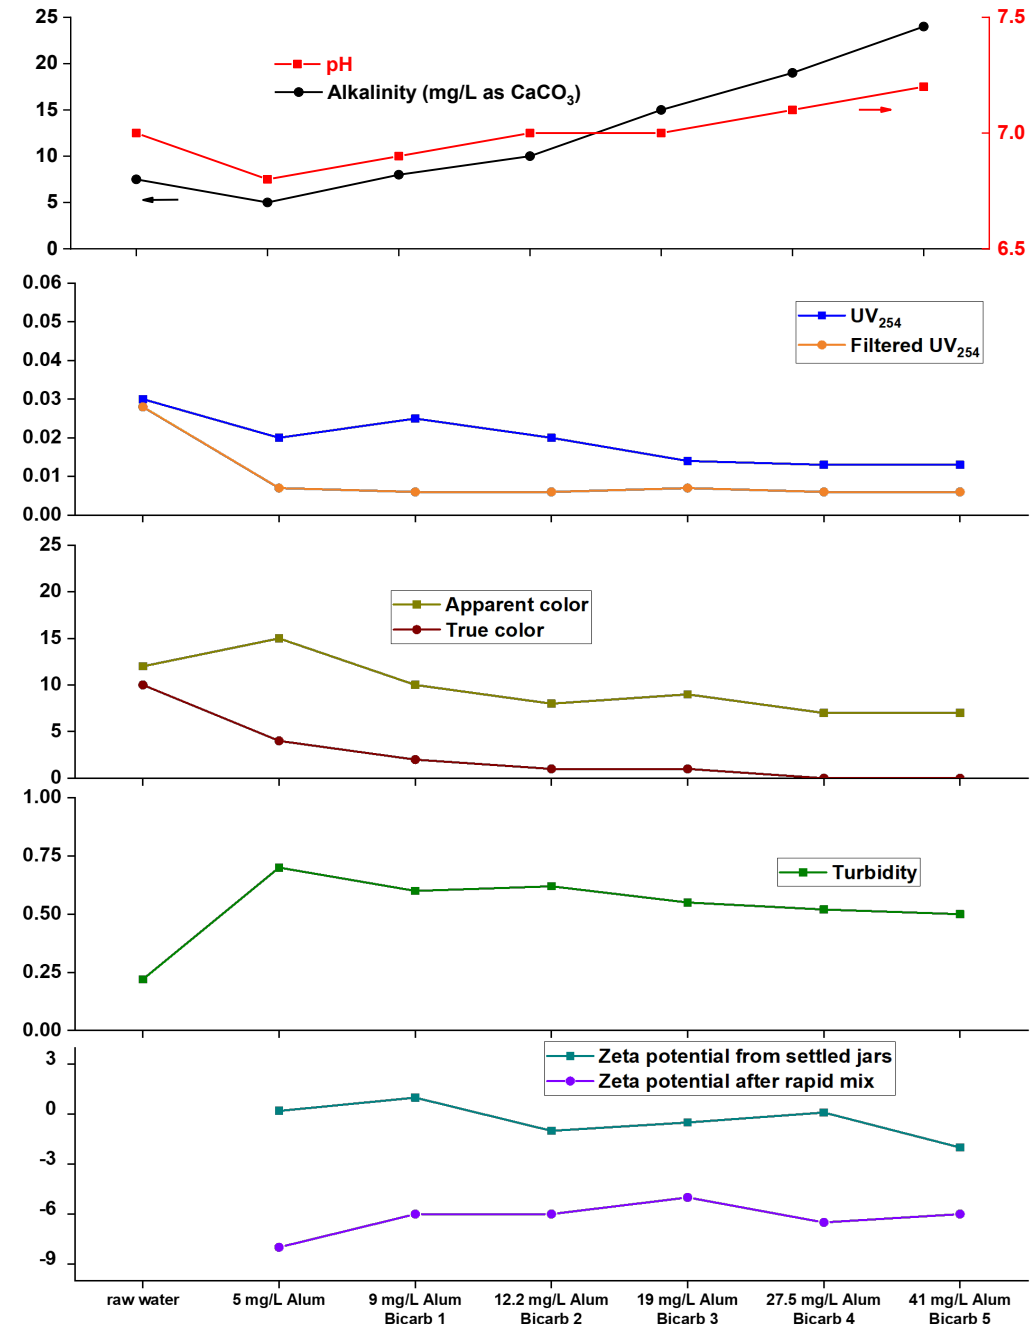 25
20
15
10
5
0
pH
Alkalinity (mg/L as CaCO3)
7.5
7.0
6.5
0.06
0.05
0.04
0.03
0.02
0.01
0.00
UV254
Filtered UV254
25
20
15
10
5
0
Apparent color
True color
1.00
0.75
0.50
0.25
0.00
Turbidity
3
0
-3
-6
-9
Zeta potential from settled jars
Zeta potential after rapid mix
raw water 5 mg/L Alum 9 mg/L Alum 12.2 mg/L Alum 19 mg/L Alum 27.5 mg/L Alum 41 mg/L Alum
Bicarb 1 Bicarb 2 Bicarb 3 Bicarb 4 Bicarb 5